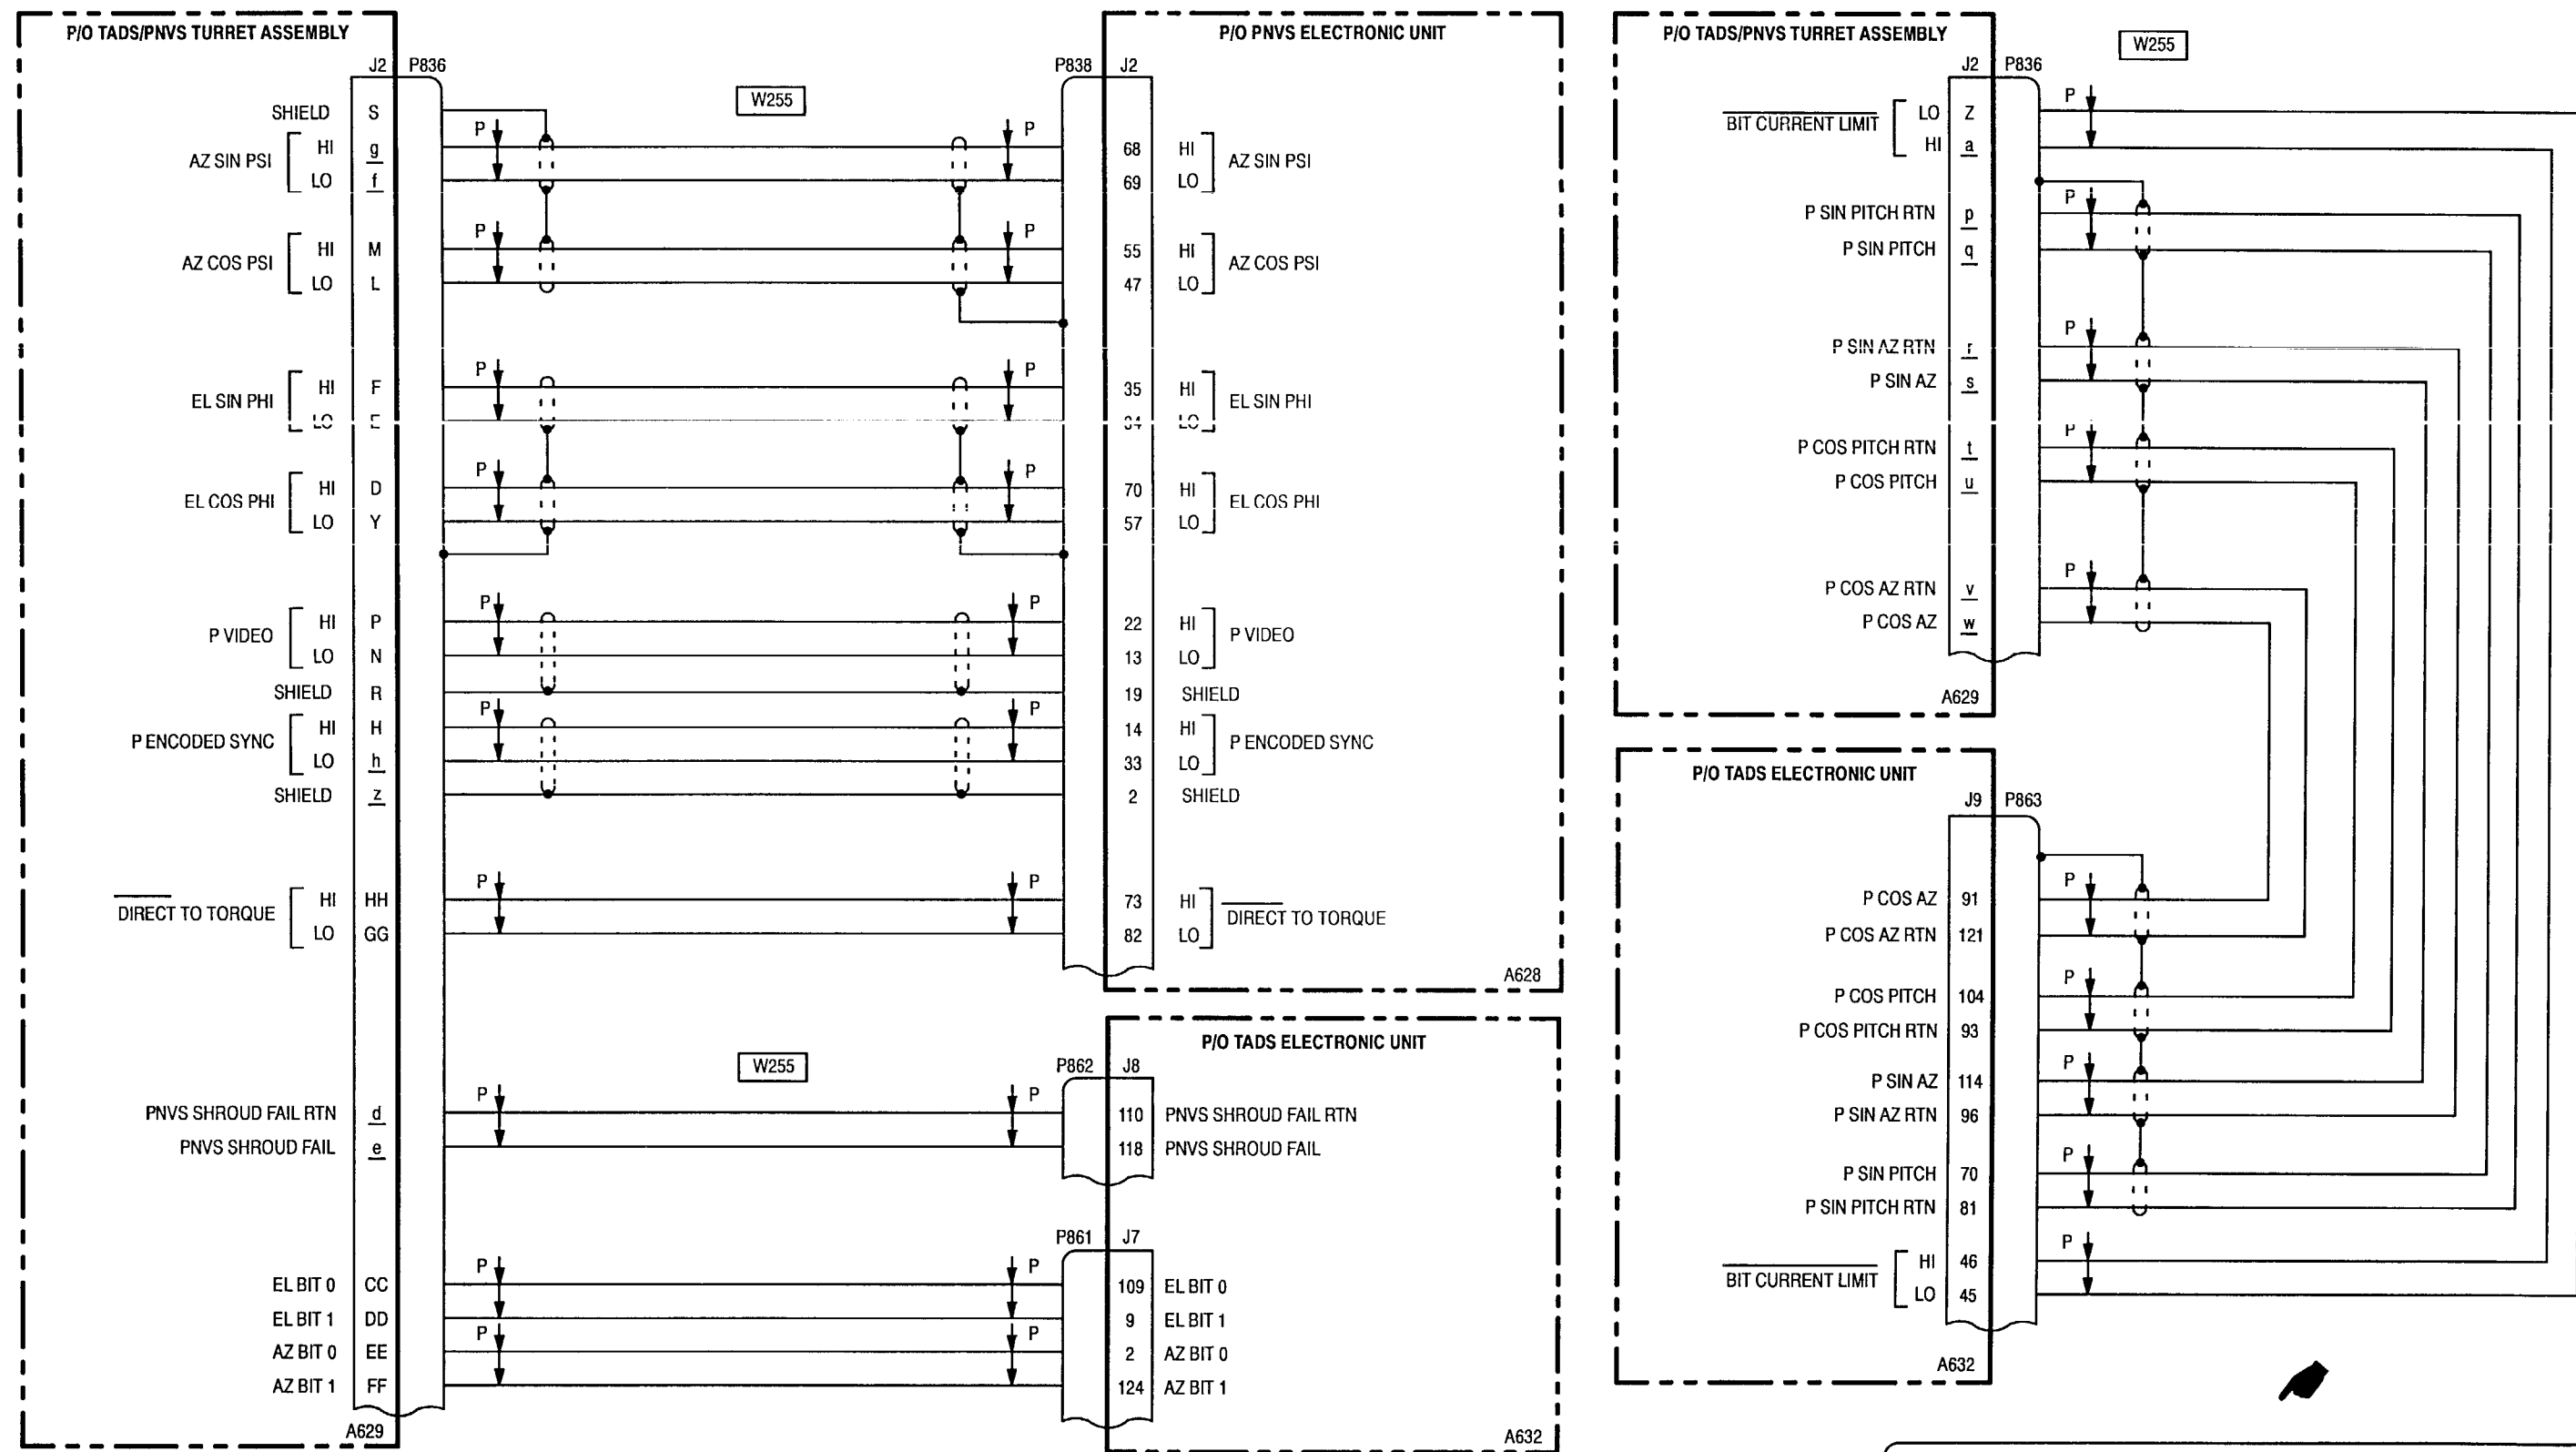 P/O TADS/PNVS TURRET ASSEMBLY
J2 P836
W255
SHIELD S
AZ SIN PSI HI g
LO f
AZ COS PSI HI M
LO L
EL SIN PHI HI F
LO E
EL COS PHI HI D
LO Y
P VIDEO HI P
LO N
SHIELD R
P ENCODED SYNC HI H
LO h
SHIELD z
DIRECT TO TORQUE HI HH
LO GG
W255
PNVS SHROUD FAIL RTN d
PNVS SHROUD FAIL e
EL BIT 0 CC
EL BIT 1 DD
AZ BIT 0 EE
AZ BIT 1 FF
A629
P P
P P
P P
P P
P P
P P
P P
P P
P P
P P
P/O PNVS ELECTRONIC UNIT
P838 J2
68 HI AZ SIN PSI
69 LO
55 HI AZ COS PSI
47 LO
35 HI EL SIN PHI
34 LO
70 HI EL COS PHI
57 LO
22 HI P VIDEO
13 LO
19 SHIELD
14 HI P ENCODED SYNC
33 LO
2 SHIELD
73 HI DIRECT TO TORQUE
82 LO
A628
P/O TADS ELECTRONIC UNIT
P862 J8
110 PNVS SHROUD FAIL RTN
118 PNVS SHROUD FAIL
P861 J7
109 EL BIT 0
9 EL BIT 1
2 AZ BIT 0
124 AZ BIT 1
A632
P/O TADS/PNVS TURRET ASSEMBLY
W255
J2 P836
BIT CURRENT LIMIT LO Z P
HI a
P SIN PITCH RTN p P
P SIN PITCH q
P SIN AZ RTN r P
P SIN AZ s
P COS PITCH RTN t P
P COS PITCH u
P COS AZ RTN v P
P COS AZ w
A629
P/O TADS ELECTRONIC UNIT
J9 P863
P COS AZ 91 P
P COS AZ RTN 121
P COS PITCH 104 P
P COS PITCH RTN 93
P SIN AZ 114 P
P SIN AZ RTN 96
P SIN PITCH 70 P
P SIN PITCH RTN 81
BIT CURRENT LIMIT HI 46 P
LO 45
A632